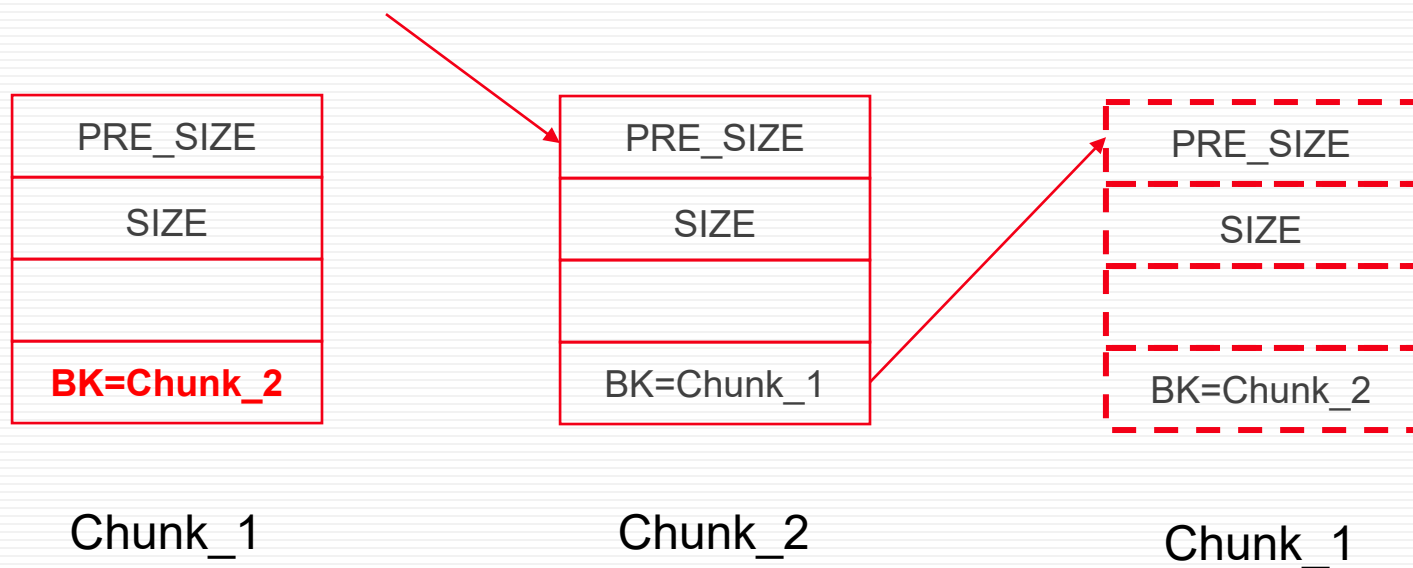 PRE_SIZE
SIZE
BK=Chunk_2
Chunk_1
PRE_SIZE
SIZE
BK=Chunk_1
Chunk_2
PRE_SIZE
SIZE
BK=Chunk_2
Chunk_1